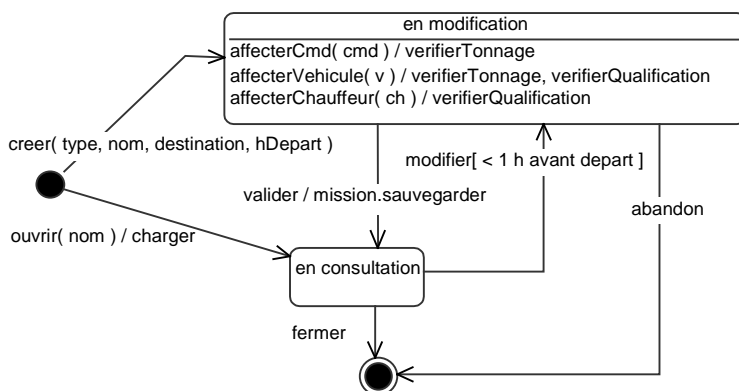 en modification
affecterCmd( cmd ) / verifierTonnage
affecterVehicule( v ) / verifierTonnage, verifierQualification
affecterChauffeur( ch ) / verifierQualification
creer( type, nom, destination, hDepart )
modifier[ < 1 h avant depart ]
valider / mission.sauvegarder
abandon
ouvrir( nom ) / charger
en consultation
fermer